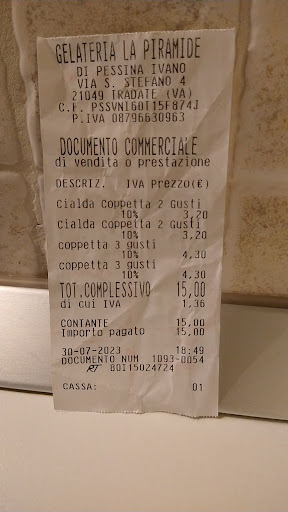 GELATERIA LA PIRAMIDE
DI PESSINA IVANO
VIA S. STEFANO 4
21049 TRADATE (VA)
C.F. PSSVNI60T15F874J
P.IVA 08796630963
DOCUMENTO COMMERCIALE
di vendita o prestazione
DESCRIZ. IVA Prezzo(€)
Cialda Coppetta 2 Gusti
10% 3,20
Cialda Coppetta 2 Gusti
10% 3,20
coppetta 3 gusti
10% 4,30
coppetta 3 gusti
10% 4,30
TOT.COMPLESSIVO 15,00
di cui IVA 1,36
CONTANTE 15,00
Importo pagato 15,00
30-07-2023 18:49
DOCUMENTO NUM 1093-0054
RT 80I15024724
CASSA: 01